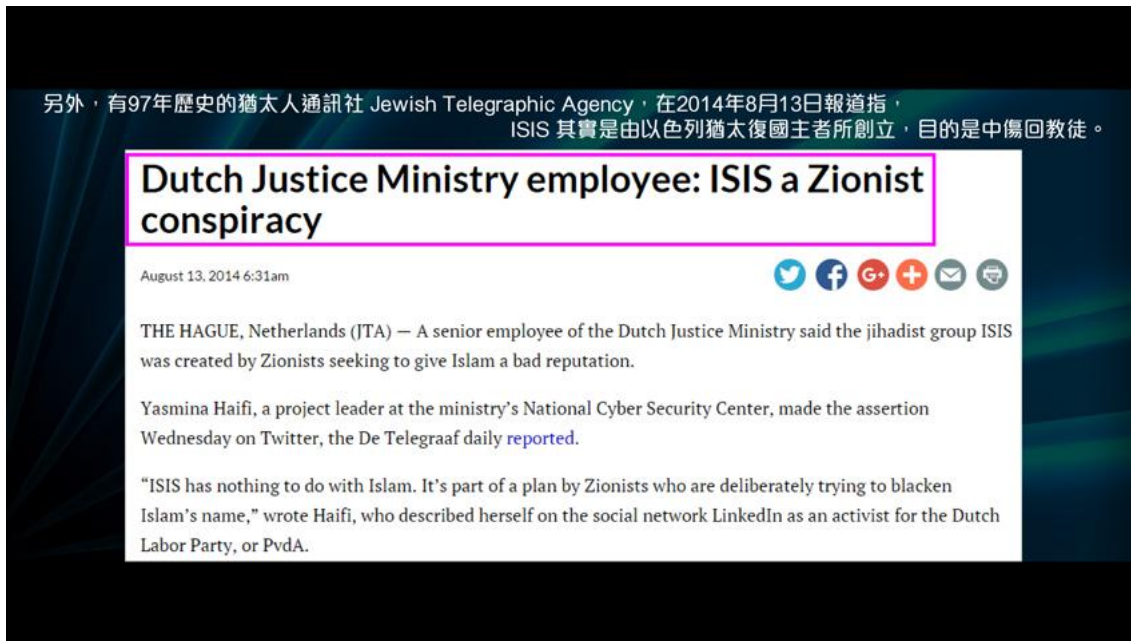 另外，有97年歷史的猶太人通訊社 Jewish Telegraphic Agency，在2014年8月13日報道指，
ISIS 其實是由以色列猶太復國主者所創立，目的是中傷回教徒。
Dutch Justice Ministry employee: ISIS a Zionist
conspiracy
August 13, 2014 6:31am
G+
THE HAGUE, Netherlands (JTA) — A senior employee of the Dutch Justice Ministry said the jihadist group ISIS
was created by Zionists seeking to give Islam a bad reputation.
Yasmina Haifi, a project leader at the ministry’s National Cyber Security Center, made the assertion
Wednesday on Twitter, the De Telegraaf daily reported.
“ISIS has nothing to do with Islam. It’s part of a plan by Zionists who are deliberately trying to blacken
Islam’s name,” wrote Haifi, who described herself on the social network LinkedIn as an activist for the Dutch
Labor Party, or PvdA.